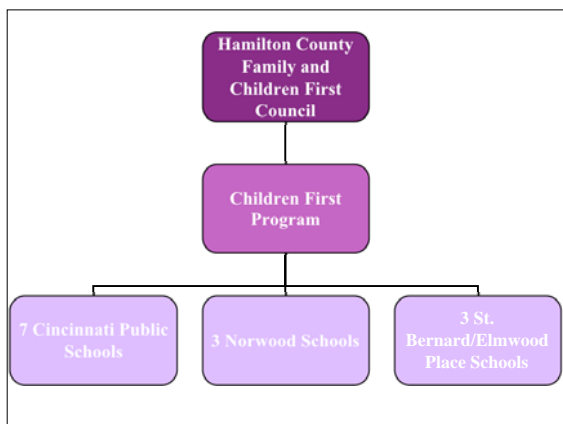 Hamilton County
Family and
Children First
Council
Children First
Program
7 Cincinnati Public
Schools
3 Norwood Schools
3 St.
Bernard/Elmwood
Place Schools